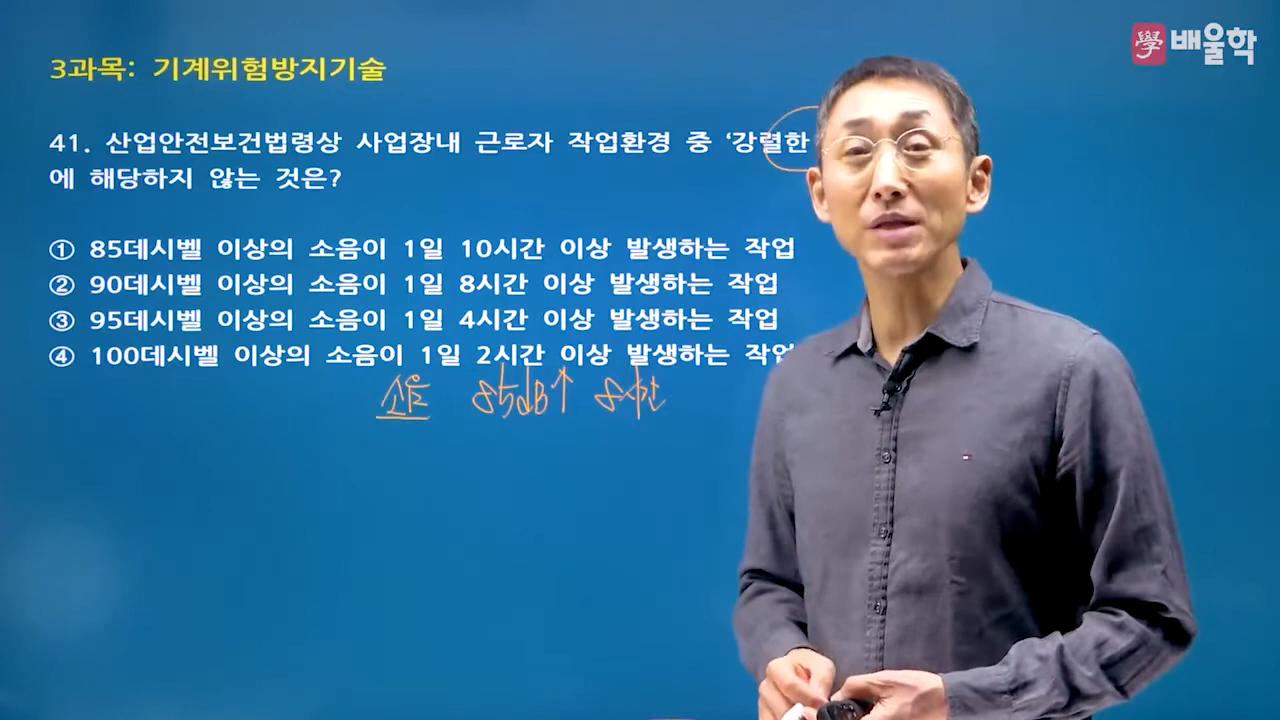 3과목: 기계위험방지기술
學 배울학
41. 산업안전보건법령상 사업장내 근로자 작업환경 중 ‘강렬한
에 해당하지 않는 것은?
① 85데시벨 이상의 소음이 1일 10시간 이상 발생하는 작업
② 90데시벨 이상의 소음이 1일 8시간 이상 발생하는 작업
③ 95데시벨 이상의 소음이 1일 4시간 이상 발생하는 작업
④ 100데시벨 이상의 소음이 1일 2시간 이상 발생하는 작업
소음 85dB↑ 8시간